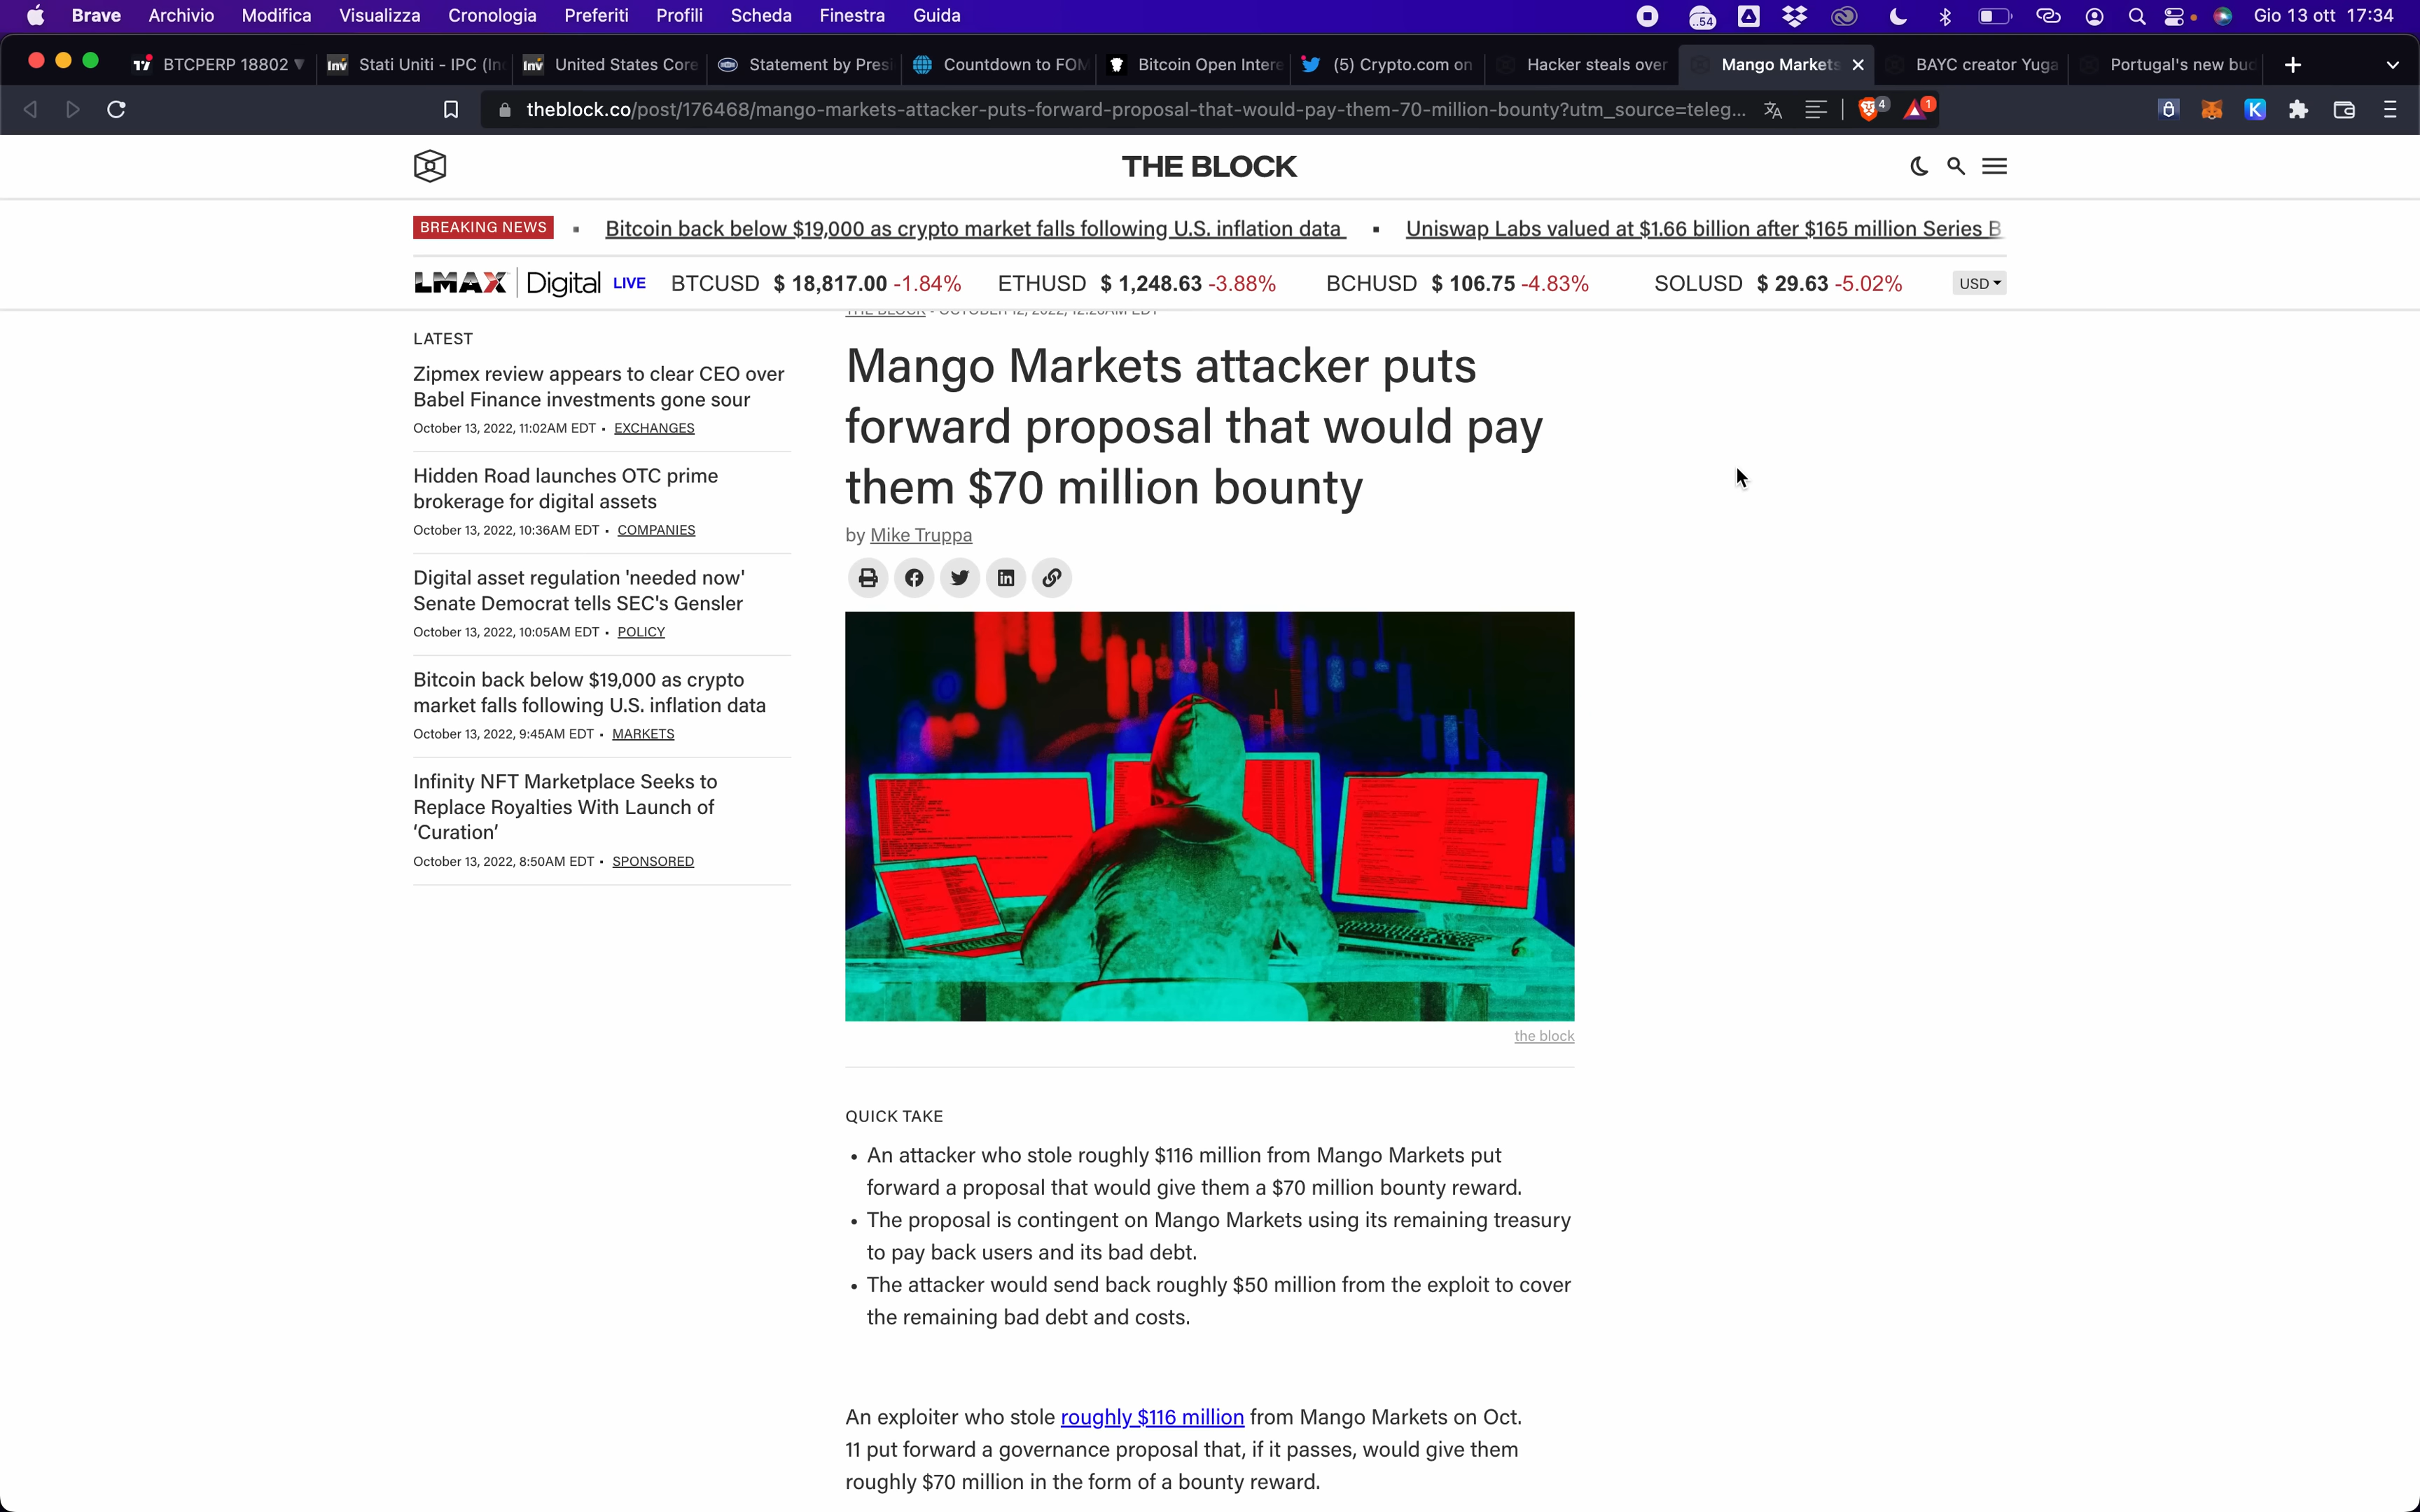 Brave Archivio Modifica Visualizza Cronologia Preferiti Profili Scheda Finestra Guida ..54 Gio 13 ott 17:34
BTCPERP 18802 Stati Uniti - IPC (In United States Core Statement by Presi Countdown to FOM Bitcoin Open Intere (5) Crypto.com on Hacker steals over Mango Markets BAYC creator Yuga Portugal's new bud
theblock.co/post/176468/mango-markets-attacker-puts-forward-proposal-that-would-pay-them-70-million-bounty?utm_source=teleg... 4 1
THE BLOCK
BREAKING NEWS ▪ Bitcoin back below $19,000 as crypto market falls following U.S. inflation data ▪ Uniswap Labs valued at $1.66 billion after $165 million Series B
LMAX Digital LIVE BTCUSD $ 18,817.00 -1.84% ETHUSD $ 1,248.63 -3.88% BCHUSD $ 106.75 -4.83% SOLUSD $ 29.63 -5.02% USD
THE BLOCK • OCTOBER 12, 2022,
LATEST
Zipmex review appears to clear CEO over
Babel Finance investments gone sour
October 13, 2022, 11:02AM EDT • EXCHANGES
Hidden Road launches OTC prime
brokerage for digital assets
October 13, 2022, 10:36AM EDT • COMPANIES
Digital asset regulation 'needed now'
Senate Democrat tells SEC's Gensler
October 13, 2022, 10:05AM EDT • POLICY
Bitcoin back below $19,000 as crypto
market falls following U.S. inflation data
October 13, 2022, 9:45AM EDT • MARKETS
Infinity NFT Marketplace Seeks to
Replace Royalties With Launch of
‘Curation’
October 13, 2022, 8:50AM EDT • SPONSORED
Mango Markets attacker puts
forward proposal that would pay
them $70 million bounty
by Mike Truppa
the block
QUICK TAKE
• An attacker who stole roughly $116 million from Mango Markets put
forward a proposal that would give them a $70 million bounty reward.
• The proposal is contingent on Mango Markets using its remaining treasury
to pay back users and its bad debt.
• The attacker would send back roughly $50 million from the exploit to cover
the remaining bad debt and costs.
An exploiter who stole roughly $116 million from Mango Markets on Oct.
11 put forward a governance proposal that, if it passes, would give them
roughly $70 million in the form of a bounty reward.